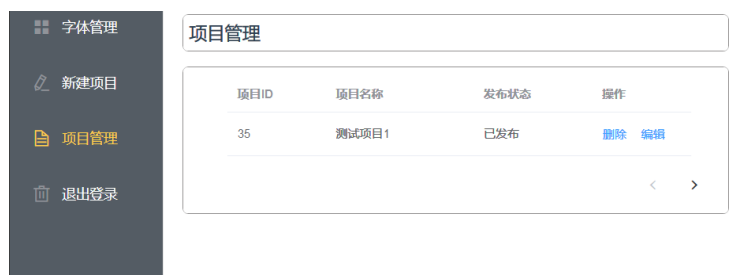 字体管理
新建项目
项目管理
退出登录
项目管理
项目ID 项目名称 发布状态 操作
35 测试项目1 已发布 删除 编辑